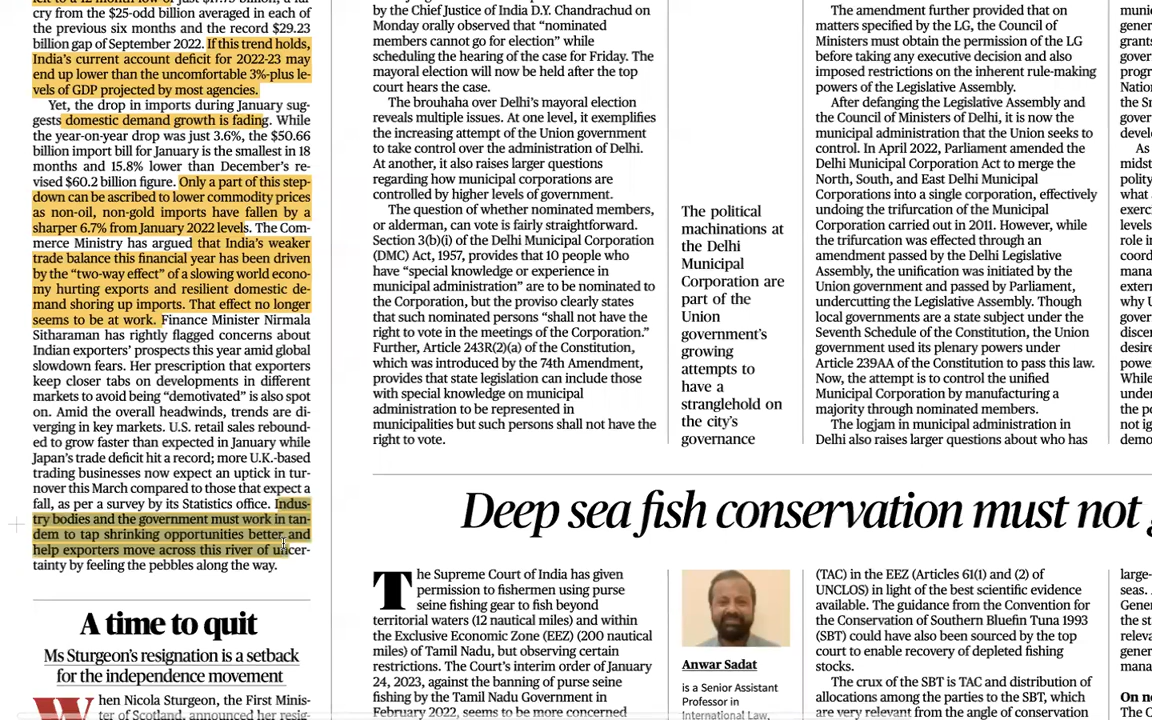 cry from the $25-odd billion averaged in each of
the previous six months and the record $29.23
billion gap of September 2022. If this trend holds,
India's current account deficit for 2022-23 may
end up lower than the uncomfortable 3%-plus le-
vels of GDP projected by most agencies.
Yet, the drop in imports during January sug-
gests domestic demand growth is fading. While
the year-on-year drop was just 3.6%, the $50.66
billion import bill for January is the smallest in 18
months and 15.8% lower than December's re-
vised $60.2 billion figure. Only a part of this step-
down can be ascribed to lower commodity prices
as non-oil, non-gold imports have fallen by a
sharper 6.7% from January 2022 levels. The Com-
merce Ministry has argued that India's weaker
trade balance this financial year has been driven
by the “two-way effect” of a slowing world econo-
my hurting exports and resilient domestic de-
mand shoring up imports. That effect no longer
seems to be at work. Finance Minister Nirmala
Sitharaman has rightly flagged concerns about
Indian exporters' prospects this year amid global
slowdown fears. Her prescription that exporters
keep closer tabs on developments in different
markets to avoid being “demotivated” is also spot
on. Amid the overall headwinds, trends are di-
verging in key markets. U.S. retail sales rebound-
ed to grow faster than expected in January while
Japan's trade deficit hit a record; more U.K.-based
trading businesses now expect an uptick in tur-
nover this March compared to those that expect a
fall, as per a survey by its Statistics office. Indus-
try bodies and the government must work in tan-
dem to tap shrinking opportunities better and
help exporters move across this river of uncer-
tainty by feeling the pebbles along the way.
A time to quit
Ms Sturgeon's resignation is a setback
for the independence movement
When Nicola Sturgeon, the First Minis-
ter of Scotland, announced her resig-
by the Chief Justice of India D.Y. Chandrachud on
Monday orally observed that “nominated
members cannot go for election” while
scheduling the hearing of the case for Friday. The
mayoral election will now be held after the top
court hears the case.
The brouhaha over Delhi's mayoral election
reveals multiple issues. At one level, it exemplifies
the increasing attempt of the Union government
to take over control the administration of Delhi.
At another, it also raises larger questions
regarding how municipal corporations are
controlled by higher levels of government.
The question of whether nominated members,
or alderman, can vote is fairly straightforward.
Section 3(b)(i) of the Delhi Municipal Corporation
(DMC) Act, 1957, provides that 10 people who
have “special knowledge or experience in
municipal administration” are to be nominated to
the Corporation, but the proviso clearly states
that such nominated persons “shall not have the
right to vote in the meetings of the Corporation.”
Further, Article 243R(2)(a) of the Constitution,
which was introduced by the 74th Amendment,
provides that state legislation can include those
with special knowledge on municipal
administration to be represented in
municipalities but such persons shall not have the
right to vote.
The political
machinations at
the Delhi
Municipal
Corporation are
part of the
Union
government's
growing
attempts to
have a
stranglehold on
the city's
governance
The amendment further provided that on
matters specified by the LG, the Council of
Ministers must obtain the permission of the LG
before taking any executive decision and also
imposed restrictions on the inherent rule-making
powers of the Legislative Assembly.
After defanging the Legislative Assembly and
the Council of Ministers of Delhi, it is now the
municipal administration that the Union seeks to
control. In April 2022, Parliament amended the
Delhi Municipal Corporation Act to merge the
North, South, and East Delhi Municipal
Corporations into a single corporation, effectively
undoing the trifurcation of the Municipal
Corporation carried out in 2011. However, while
the trifurcation was effected through an
amendment passed by the Delhi Legislative
Assembly, the unification was initiated by the
Union government and passed by Parliament,
undercutting the Legislative Assembly. Though
local governments are a state subject under the
Seventh Schedule of the Constitution, the Union
government used its plenary powers under
Article 239AA of the Constitution to pass this law.
Now, the attempt is to control the unified
Municipal Corporation by manufacturing a
majority through nominated members.
The logjam in municipal administration in
Delhi also raises larger questions about who has
Deep sea fish conservation must not
The Supreme Court of India has given
permission to fishermen using purse
seine fishing gear to fish beyond
territorial waters (12 nautical miles) and within
the Exclusive Economic Zone (EEZ) (200 nautical
miles) of Tamil Nadu, but observing certain
restrictions. The Court's interim order of January
24, 2023, against the banning of purse seine
fishing by the Tamil Nadu Government in
February 2022, seems to be more concerned
Anwar Sadat
is a Senior Assistant
Professor in
International Law,
(TAC) in the EEZ (Articles 61(1) and (2) of
UNCLOS) in light of the best scientific evidence
available. The guidance from the Convention for
the Conservation of Southern Bluefin Tuna 1993
(SBT) could have also been sourced by the top
court to enable recovery of depleted fishing
stocks.
The crux of the SBT is TAC and distribution of
allocations among the parties to the SBT, which
are very relevant from the angle of conservation